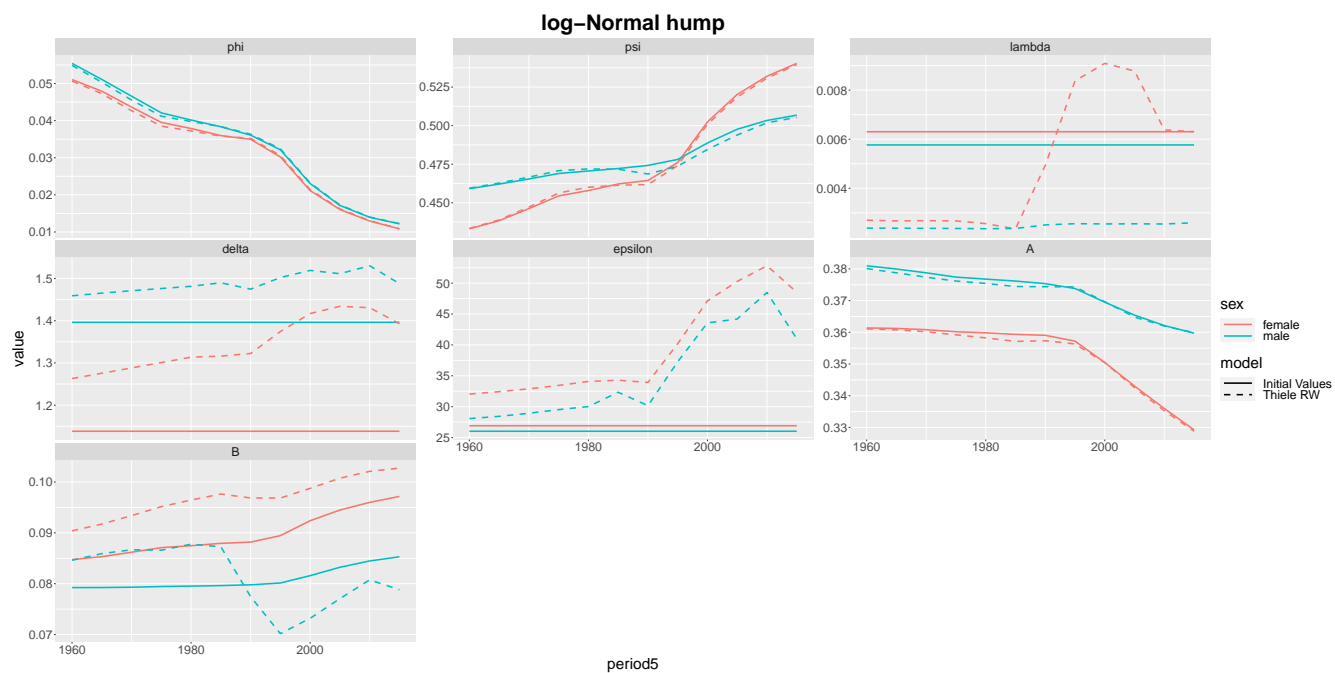 log−Normal hump
phi
psi
lambda
0.05
0.04
0.03
0.02
0.01
0.525
0.500
0.475
0.450
0.008
0.006
0.004
delta
epsilon
A
1.5
1.4
1.3
1.2
50
45
40
35
30
25
0.38
0.37
0.36
0.35
0.34
0.33
1960
1980
2000
1960
1980
2000
B
0.10
0.09
0.08
0.07
1960
1980
2000
value
period5
sex
female
male
model
Initial Values
Thiele RW